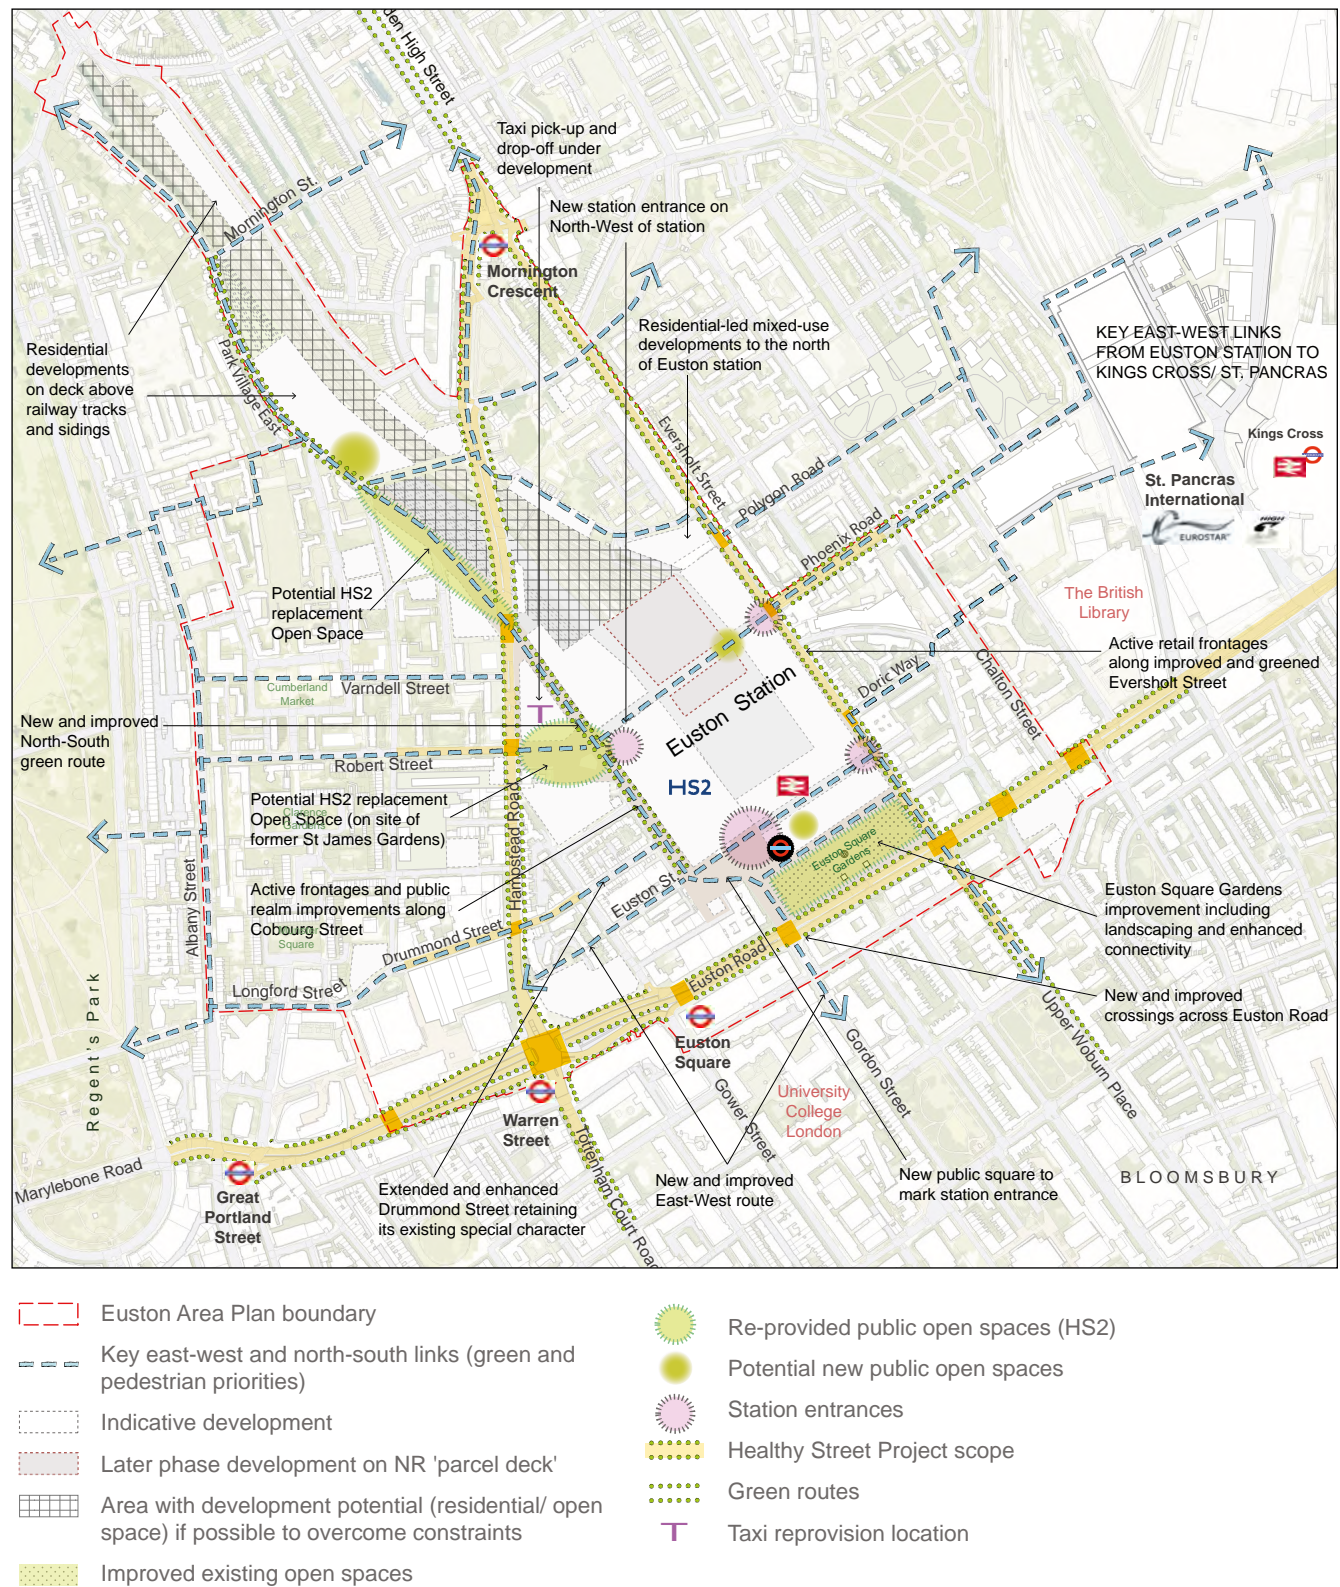 den High Street
Taxi pick-up and
drop-off under
development
New station entrance on
North-West of station
Mornington St.
Mornington
Crescent
Residential-led mixed-use
developments to the north
of Euston station
KEY EAST-WEST LINKS
FROM EUSTON STATION TO
KINGS CROSS/ ST. PANCRAS
Residential
developments
on deck above
railway tracks
and sidings
Park Village East
Eversholt Street
Kings Cross
St. Pancras
International
EUROSTAR
HIGH
Polygon Road
Phoenix Road
Potential HS2
replacement
Open Space
The British
Library
Active retail frontages
along improved and greened
Eversholt Street
Doric Way
Chalton Street
Cumberland
Market
Varndell Street
New and improved
North-South
green route
T
Euston Station
Robert Street
HS2
Potential HS2 replacement
Open Space (on site of
former St James Gardens)
Clarence
Gardens
Hampstead Road
Euston Square
Gardens
Active frontages and public
realm improvements along
Cobourg Street
Euston St.
Euston Square Gardens
improvement including
landscaping and enhanced
connectivity
Albany Street
Square
Drummond Street
Euston Road
Longford Street
New and improved
crossings across Euston Road
Regent's Park
Euston
Square
Gordon Street
Upper Woburn Place
Warren
Street
Gower Street
University
College
London
Tottenham Court Road
Marylebone Road
Great
Portland
Street
Extended and enhanced
Drummond Street retaining
its existing special character
New and improved
East-West route
New public square to
mark station entrance
BLOOMSBURY
Euston Area Plan boundary
Key east-west and north-south links (green and
pedestrian priorities)
Indicative development
Later phase development on NR 'parcel deck'
Area with development potential (residential/ open
space) if possible to overcome constraints
Improved existing open spaces
Re-provided public open spaces (HS2)
Potential new public open spaces
Station entrances
Healthy Street Project scope
Green routes
T Taxi reprovision location